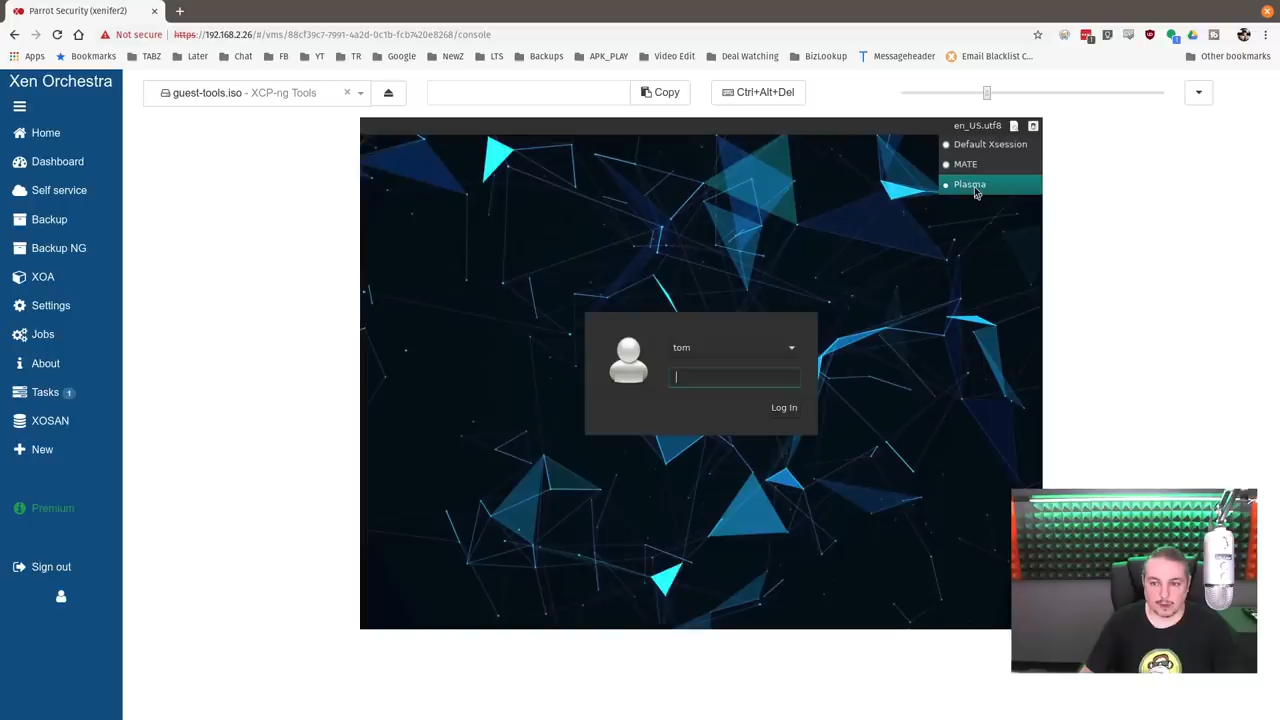 Parrot Security (xenifer2)
Not secure https://192.168.2.26/#/vms/88cf39c7-7991-4a2d-0c1b-fcb7420e8268/console
Apps Bookmarks TABZ Later Chat FB YT TR Google NewZ LTS Backups APK_PLAY Video Edit Deal Watching BizLookup Messageheader Email Blacklist C... Other bookmarks
Xen Orchestra
guest-tools.iso - XCP-ng Tools Copy Ctrl+Alt+Del
Home
Dashboard
Self service
Backup
Backup NG
XOA
Settings
Jobs
About
Tasks 1
XOSAN
New
Premium
Sign out
en_US.utf8
Default Xsession
MATE
Plasma
tom
Log In